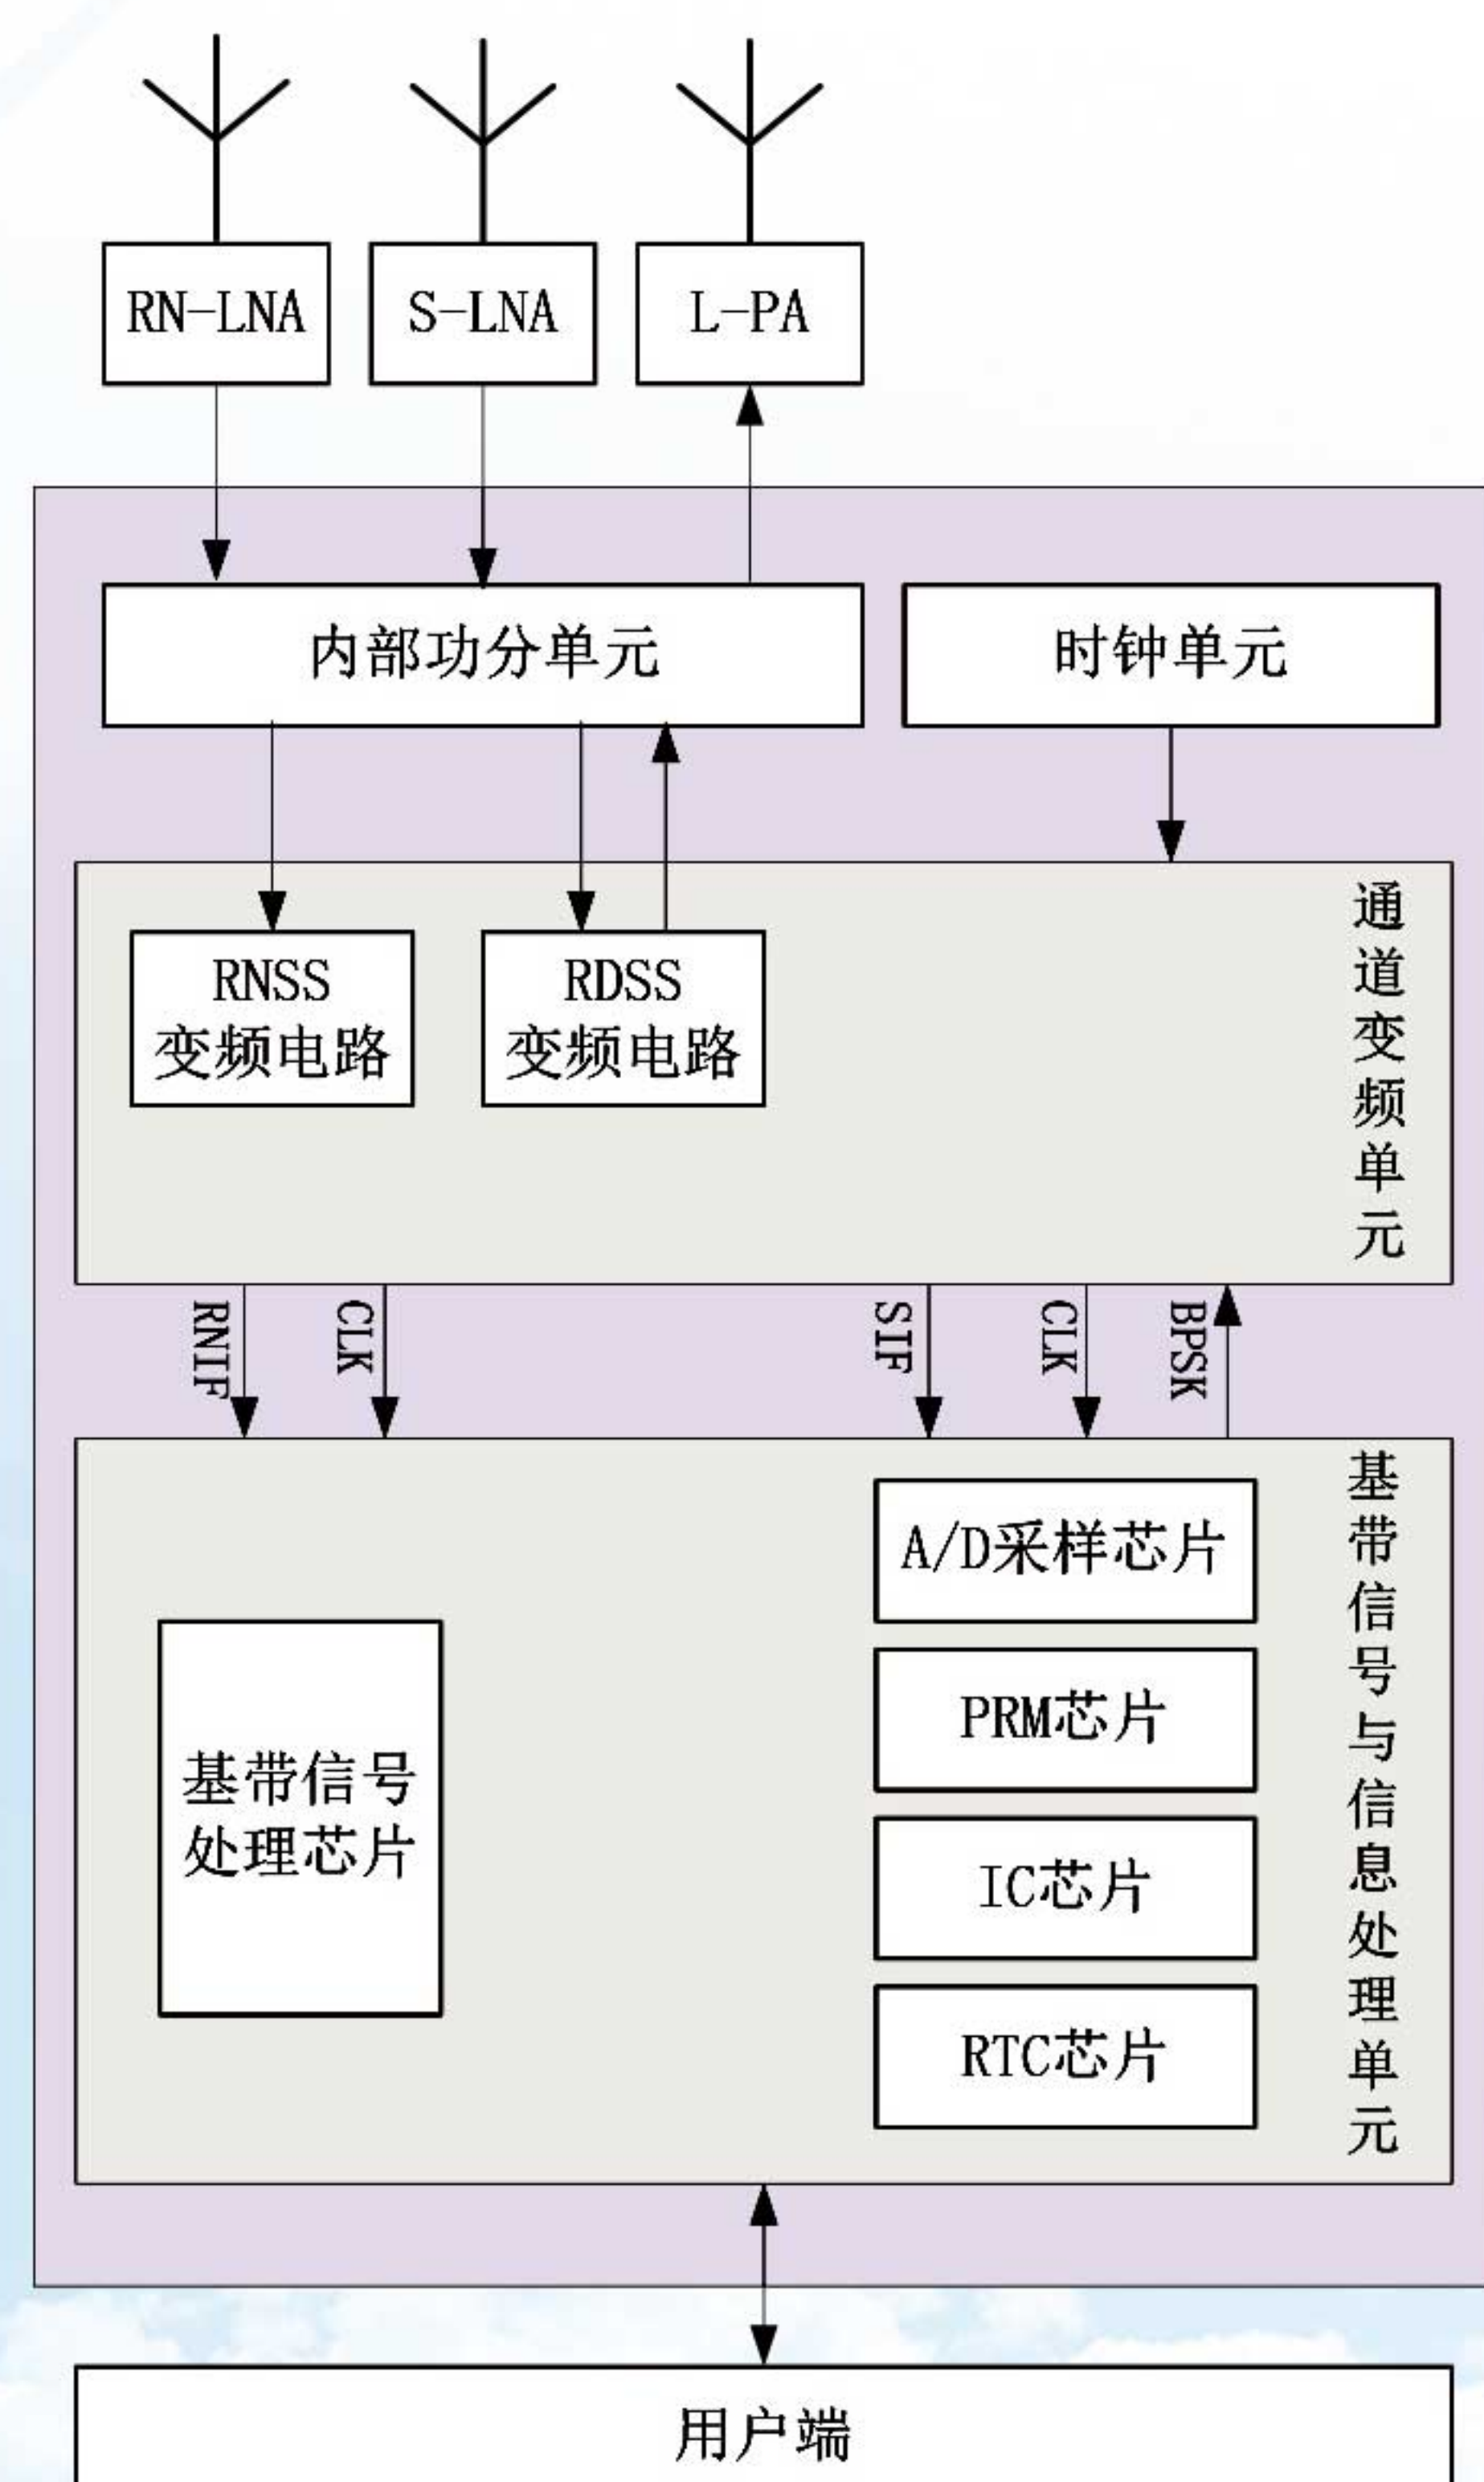 RN-LNA
S-LNA
L-PA
内部功分单元
时钟单元
通道变频单元
RNSS
变频电路
RDSS
变频电路
RNIF
CLK
SIF
CLK
BPSK
基带信号与信息处理单元
基带信号
处理芯片
A/D采样芯片
PRM芯片
IC芯片
RTC芯片
用户端